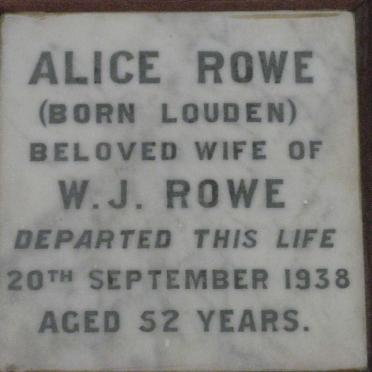 ALICE ROWE
(BORN LOUDEN)
BELOVED WIFE OF
W.J. ROWE
DEPARTED THIS LIFE
20TH SEPTEMBER 1938
AGED 52 YEARS.